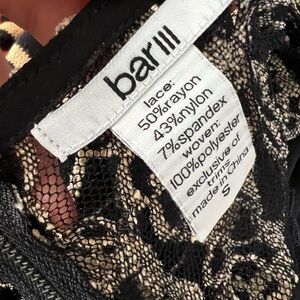 bar III
lace:
50%rayon
43%nylon
7%spandex
woven:
100%polyester
exclusive of
trims
made in China
S